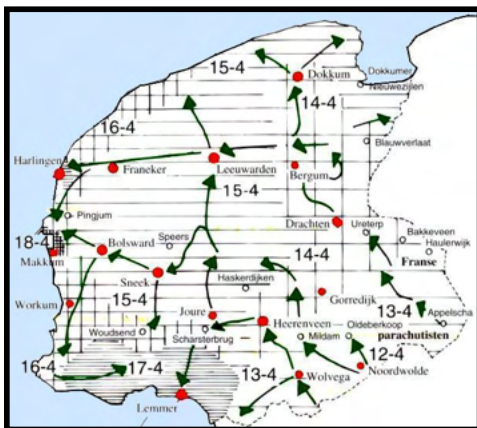 15-4
Dokkum
Dokkumer
Nieuwezijlen
14-4
16-4
Blauwverlaat
Harlingen
Franeker
Leeuwarden
Bergum
15-4
Pingjum
Drachten
Ureterp
Bakkeveen
Haulerwijk
18-4
Makkum
Bolsward
Speers
14-4
Franse
Sneek
Haskerdijken
Workum
15-4
Joure
Gorredijk
13-4
Appelscha
Woudsend
Scharsterbrug
Heerenveen
Oldeberkoop
parachutisten
Mildam
16-4
17-4
13-4
12-4
Wolvega
Noordwolde
Lemmer